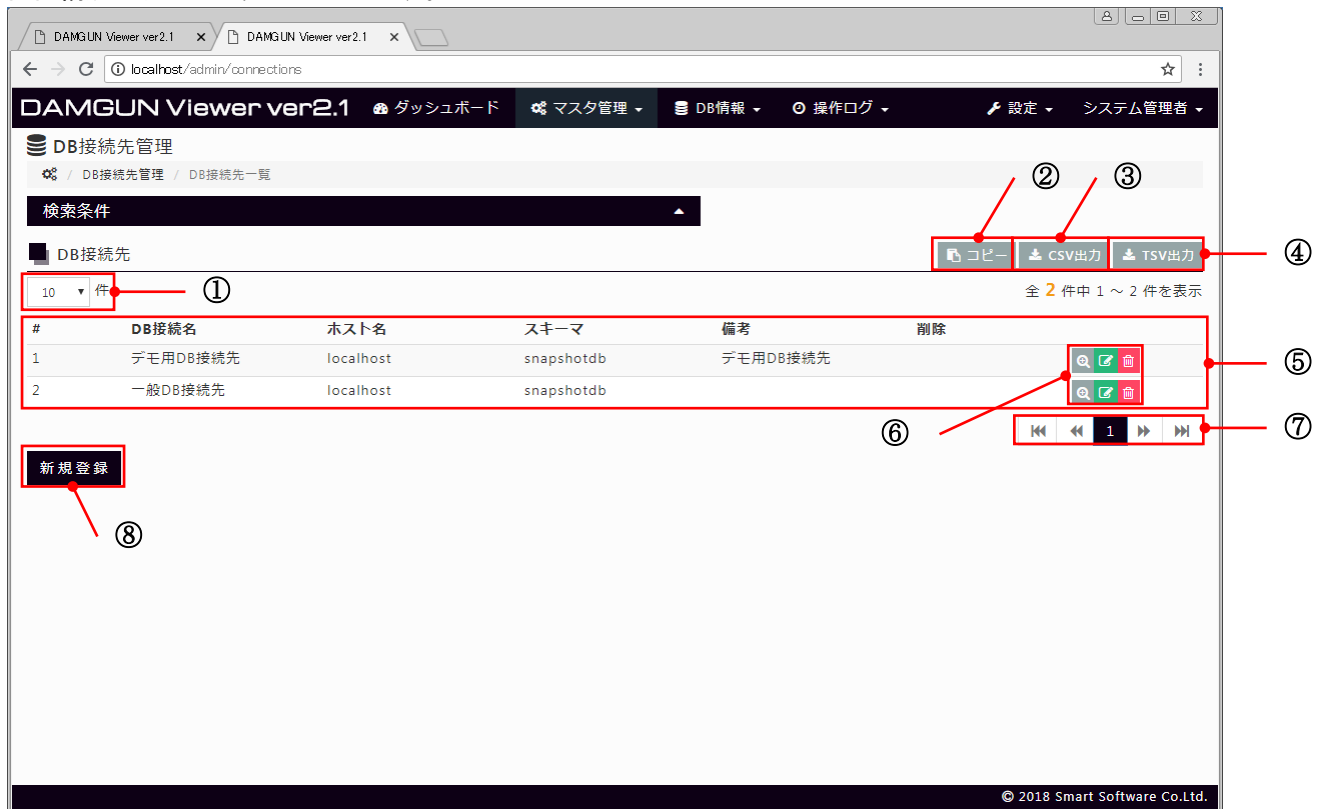 DAMGUN Viewer ver2.1 DAMGUN Viewer ver2.1
localhost/admin/connections
DAMGUN Viewer ver2.1 ダッシュボード マスタ管理 DB情報 操作ログ 設定 システム管理者
DB接続先管理
/ DB接続先管理 / DB接続先一覧
② ③
検索条件
DB接続先 コピー CSV出力 TSV出力 ④
10 件 ① 全 2 件中 1 ～ 2 件を表示
# DB接続名 ホスト名 スキーマ 備考 削除
1 デモ用DB接続先 localhost snapshotdb デモ用DB接続先 ⑤
2 一般DB接続先 localhost snapshotdb
⑥ 1 ⑦
新規登録
⑧
© 2018 Smart Software Co.Ltd.